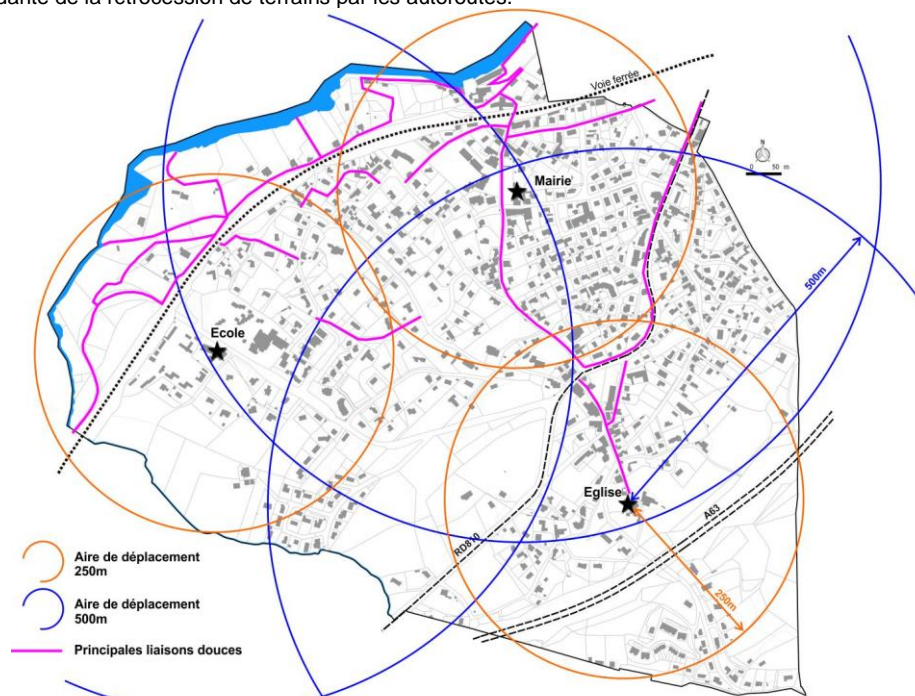 dante de la rétrocession de terrains par les autoroutes.
Voie ferrée
N
0 50 m
Mairie
500m
Ecole
Eglise
A63
RD810
250m
Aire de déplacement
250m
Aire de déplacement
500m
Principales liaisons douces